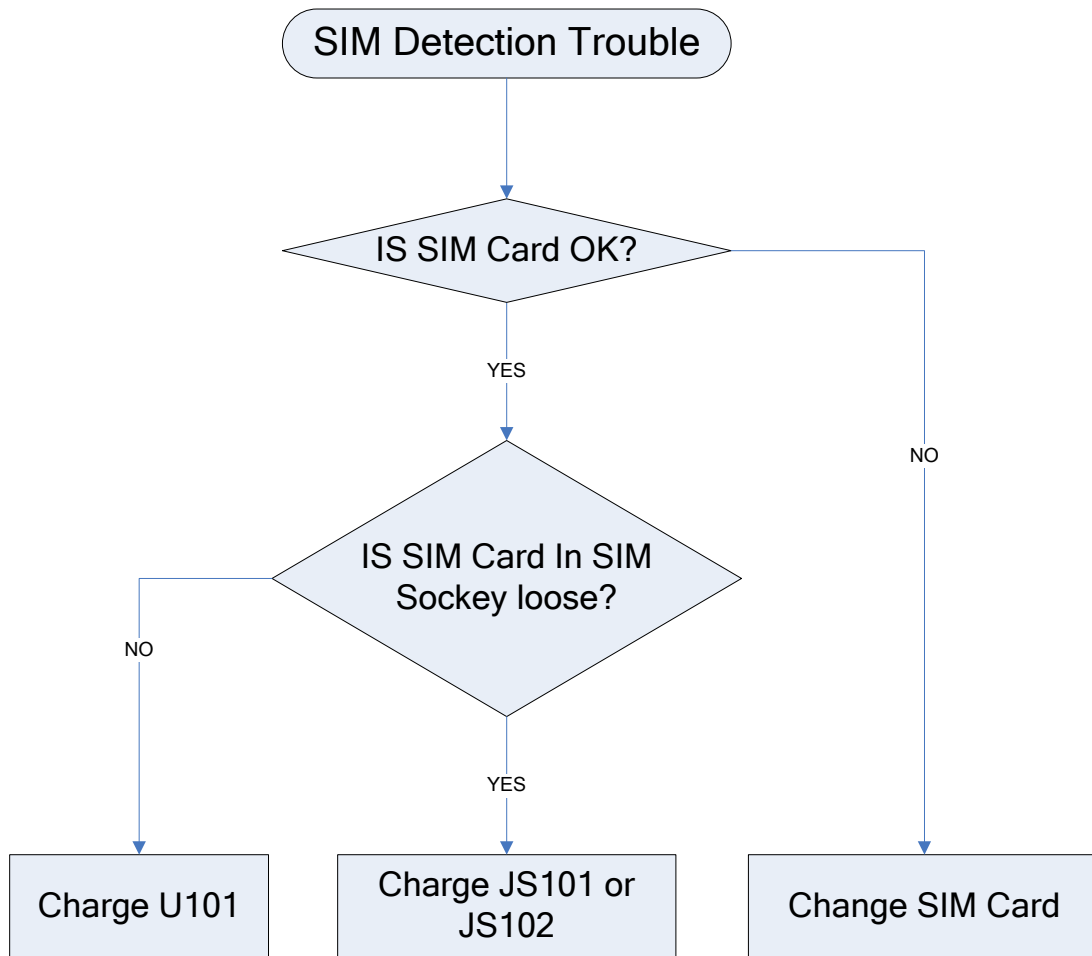 SIM Detection Trouble
IS SIM Card OK?
YES
NO
IS SIM Card In SIM
Sockey loose?
NO
YES
Charge U101
Charge JS101 or
JS102
Change SIM Card